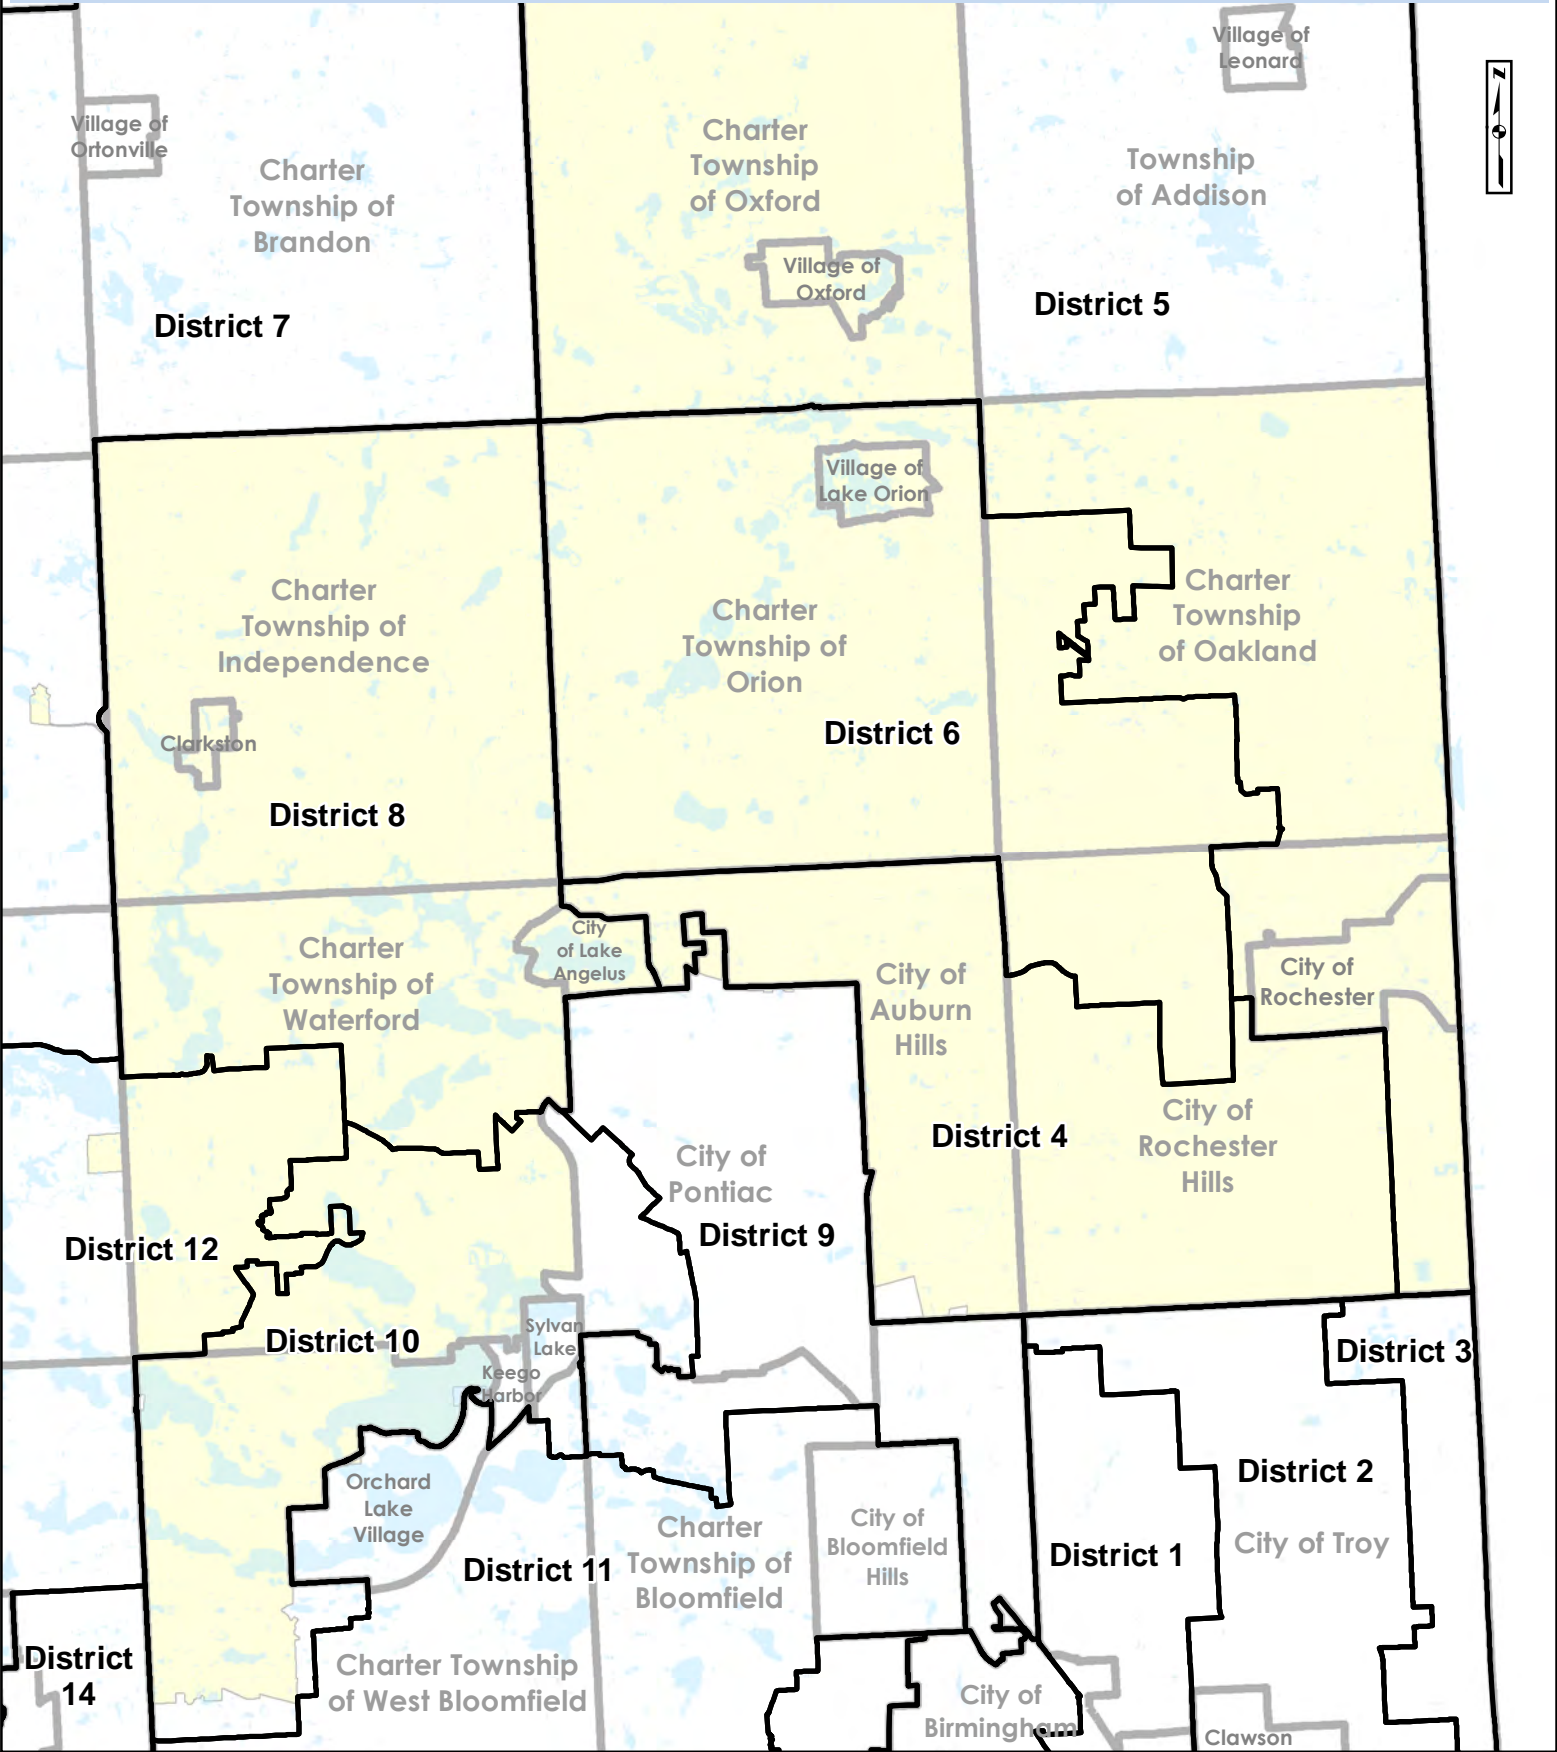 Village of
Leonard
N
Village of
Ortonville
Charter
Township of
Brandon
Charter
Township
of Oxford
Township
of Addison
Village of
Oxford
District 7
District 5
Village of
Lake Orion
Charter
Township of
Independence
Charter
Township of
Orion
Charter
Township
of Oakland
Clarkston
District 6
District 8
Charter
Township of
Waterford
City
of Lake
Angelus
City of
Auburn
Hills
City of
Rochester
City of
Pontiac
District 4
City of
Rochester
Hills
District 12
District 9
District 10
Sylvan
Lake
Keego
Harbor
District 3
Orchard
Lake
Village
District 2
City of Troy
District 11
Charter
Township of
Bloomfield
City of
Bloomfield
Hills
District 1
District
14
Charter Township
of West Bloomfield
City of
Birmingham
Clawson